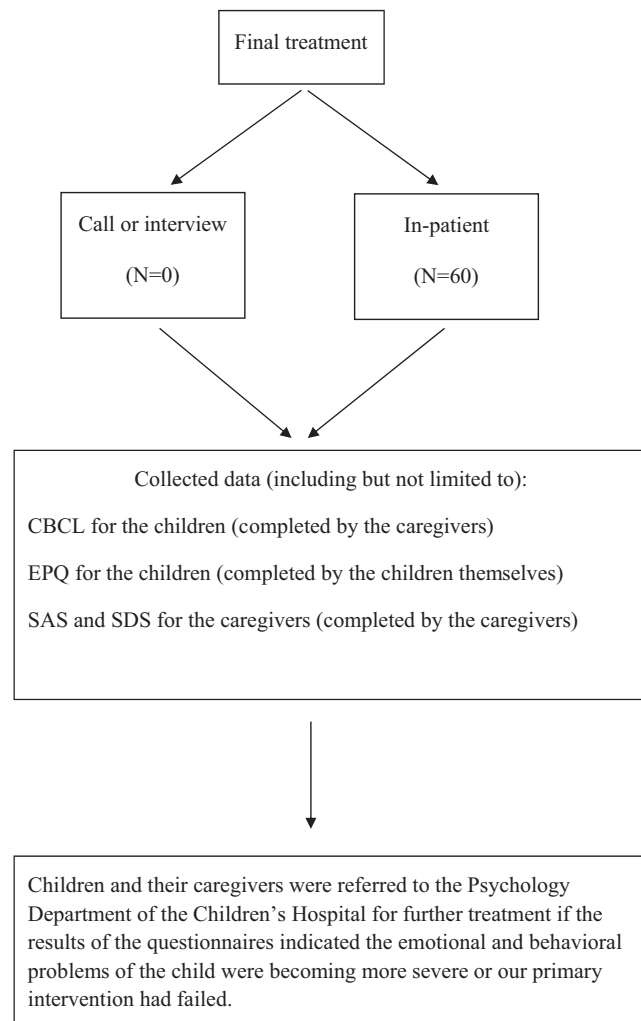 Final treatment
Call or interview
(N=0)
In-patient
(N=60)
Collected data (including but not limited to):
CBCL for the children (completed by the caregivers)
EPQ for the children (completed by the children themselves)
SAS and SDS for the caregivers (completed by the caregivers)
Children and their caregivers were referred to the Psychology
Department of the Children’s Hospital for further treatment if the
results of the questionnaires indicated the emotional and behavioral
problems of the child were becoming more severe or our primary
intervention had failed.